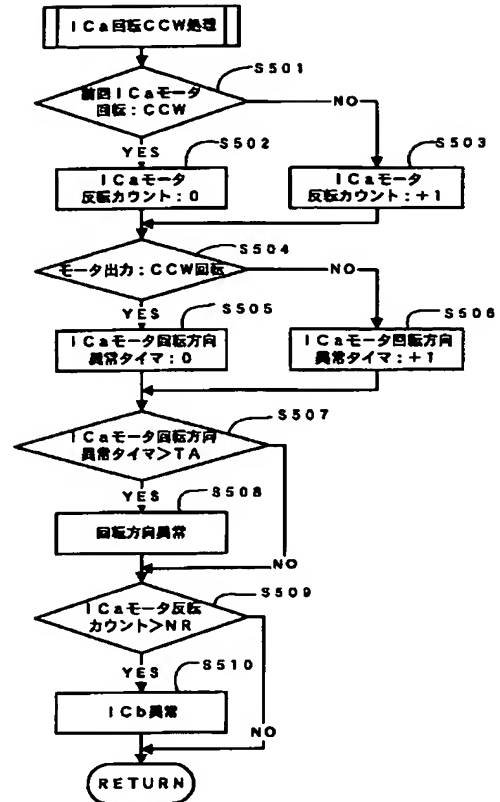 ICa回転CCW処理
S501
前回ICaモータ
回転:CCW
NO
YES
S502
S503
ICaモータ
反転カウント:0
ICaモータ
反転カウント:+1
S504
モータ出力:CCW回転
NO
YES
S505
S506
ICaモータ回転方向
異常タイマ:0
ICaモータ回転方向
異常タイマ:+1
S507
ICaモータ回転方向
異常タイマ>TA
YES
S508
回転方向異常
NO
S509
ICaモータ反転
カウント>NR
YES
S510
ICb異常
NO
RETURN